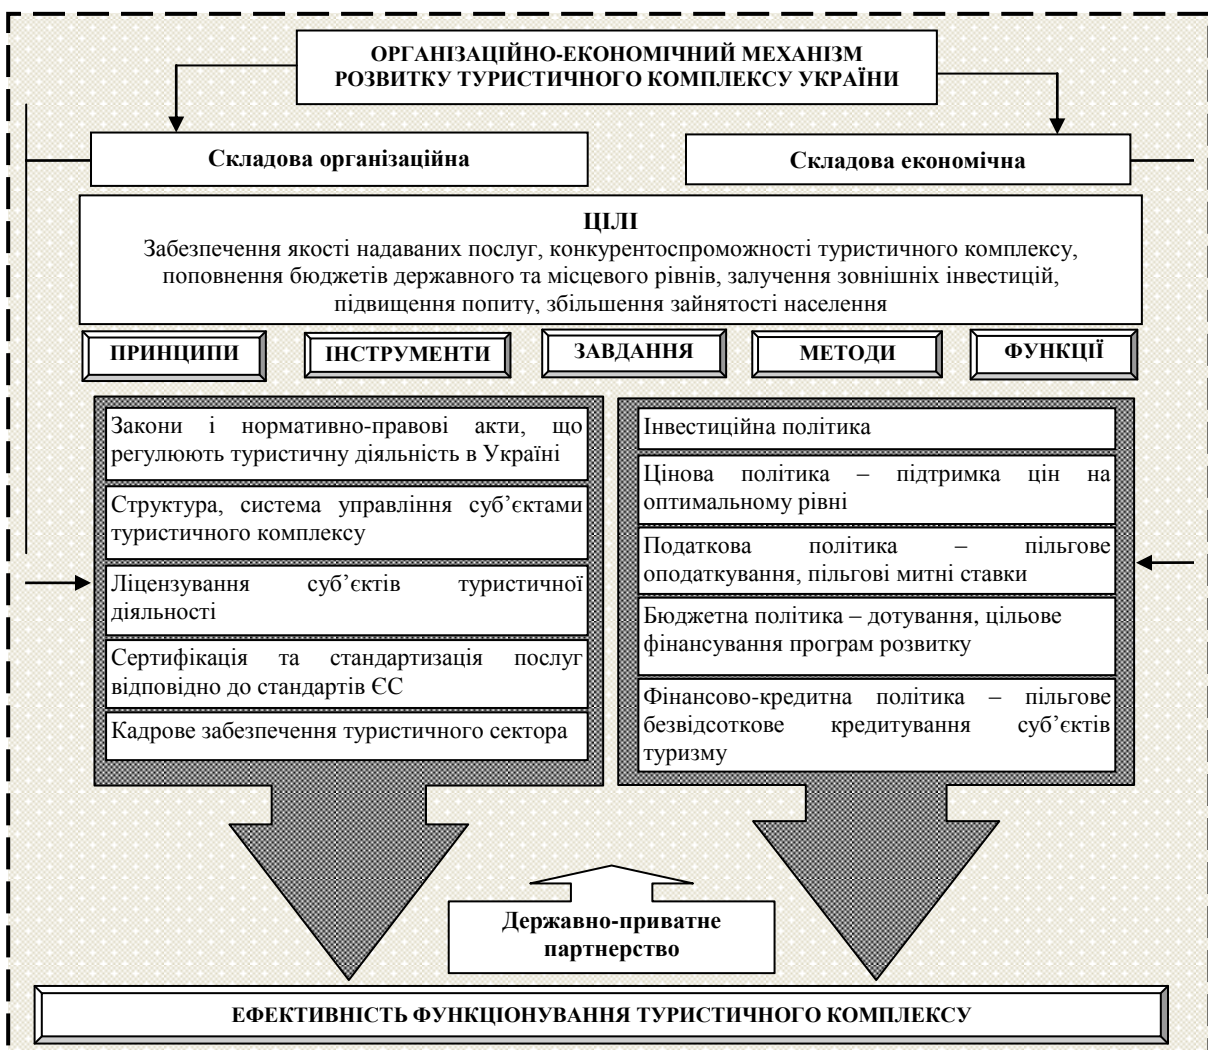 ОРГАНІЗАЦІЙНО-ЕКОНОМІЧНИЙ МЕХАНІЗМ
РОЗВИТКУ ТУРИСТИЧНОГО КОМПЛЕКСУ УКРАЇНИ
Складова організаційна
Складова економічна
ЦІЛІ
Забезпечення якості надаваних послуг, конкурентоспроможності туристичного комплексу,
поповнення бюджетів державного та місцевого рівнів, залучення зовнішніх інвестицій,
підвищення попиту, збільшення зайнятості населення
ПРИНЦИПИ
ІНСТРУМЕНТИ
ЗАВДАННЯ
МЕТОДИ
ФУНКЦІЇ
Закони і нормативно-правові акти, що
регулюють туристичну діяльність в Україні
Структура, система управління суб’єктами
туристичного комплексу
Ліцензування суб’єктів туристичної
діяльності
Сертифікація та стандартизація послуг
відповідно до стандартів ЄС
Кадрове забезпечення туристичного сектора
Інвестиційна політика
Цінова політика – підтримка цін на
оптимальному рівні
Податкова політика – пільгове
оподаткування, пільгові митні ставки
Бюджетна політика – дотування, цільове
фінансування програм розвитку
Фінансово-кредитна політика – пільгове
безвідсоткове кредитування суб’єктів
туризму
Державно-приватне
партнерство
ЕФЕКТИВНІСТЬ ФУНКЦІОНУВАННЯ ТУРИСТИЧНОГО КОМПЛЕКСУ